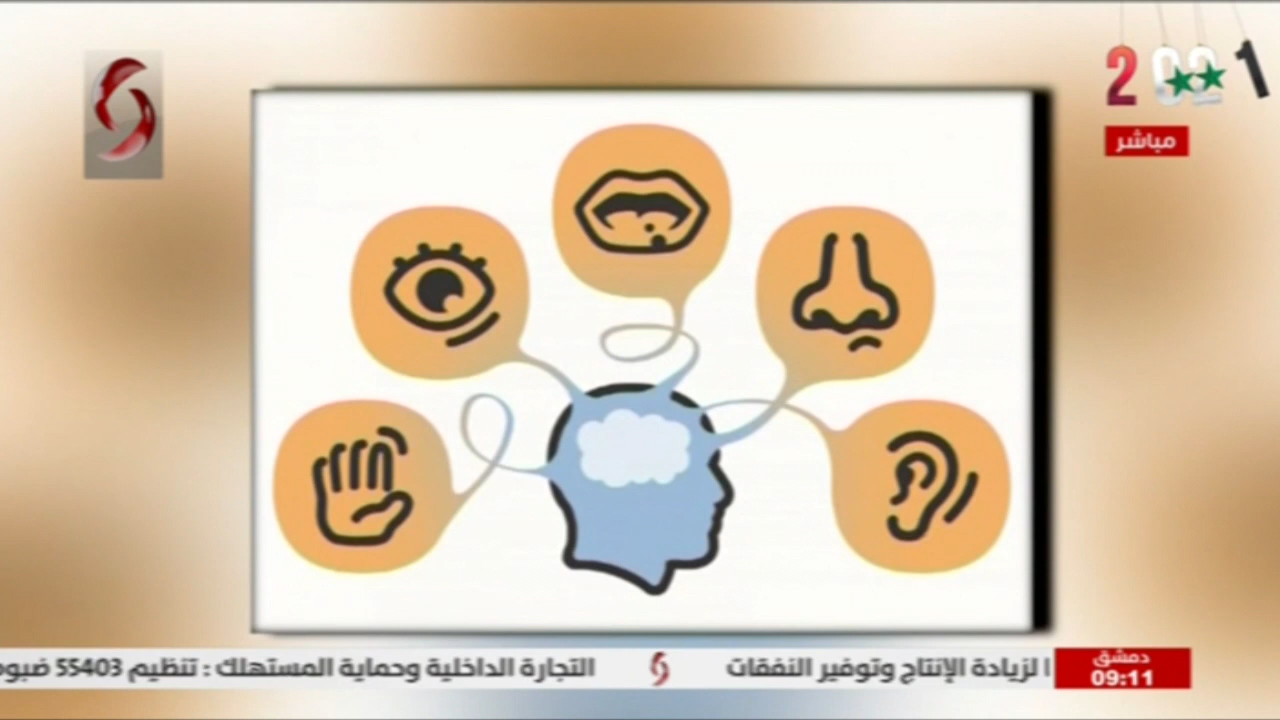 2021
مباشر
لزيادة الإنتاج وتوفير النفقات
التجارة الداخلية وحماية المستهلك : تنظيم 55403
دمشق
09:11